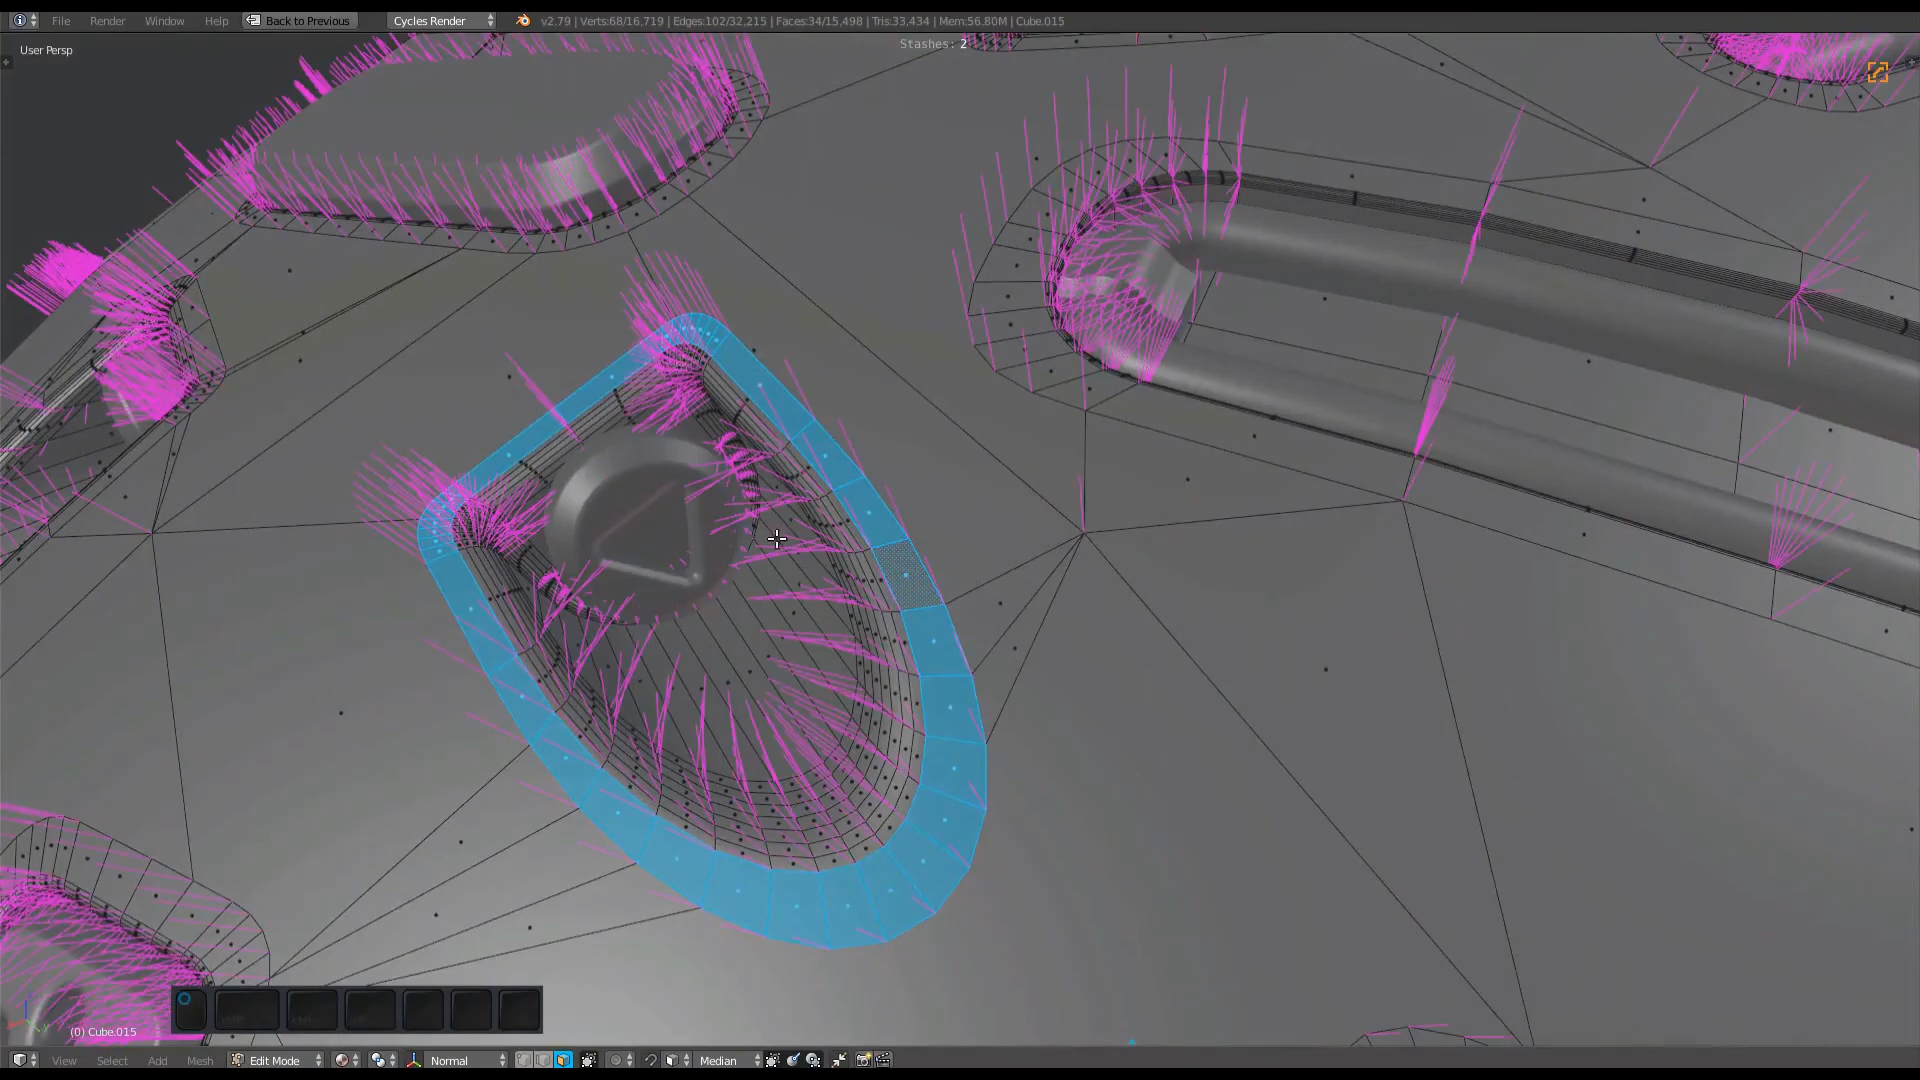 File Render Window Help Back to Previous Cycles Render v2.79 | Verts:68/16,719 | Edges:102/32,215 | Faces:34/15,498 | Tris:33,434 | Mem:56.80M | Cube.015
User Persp
Stashes: 2
(0) Cube.015
View Select Add Mesh Edit Mode Normal Median